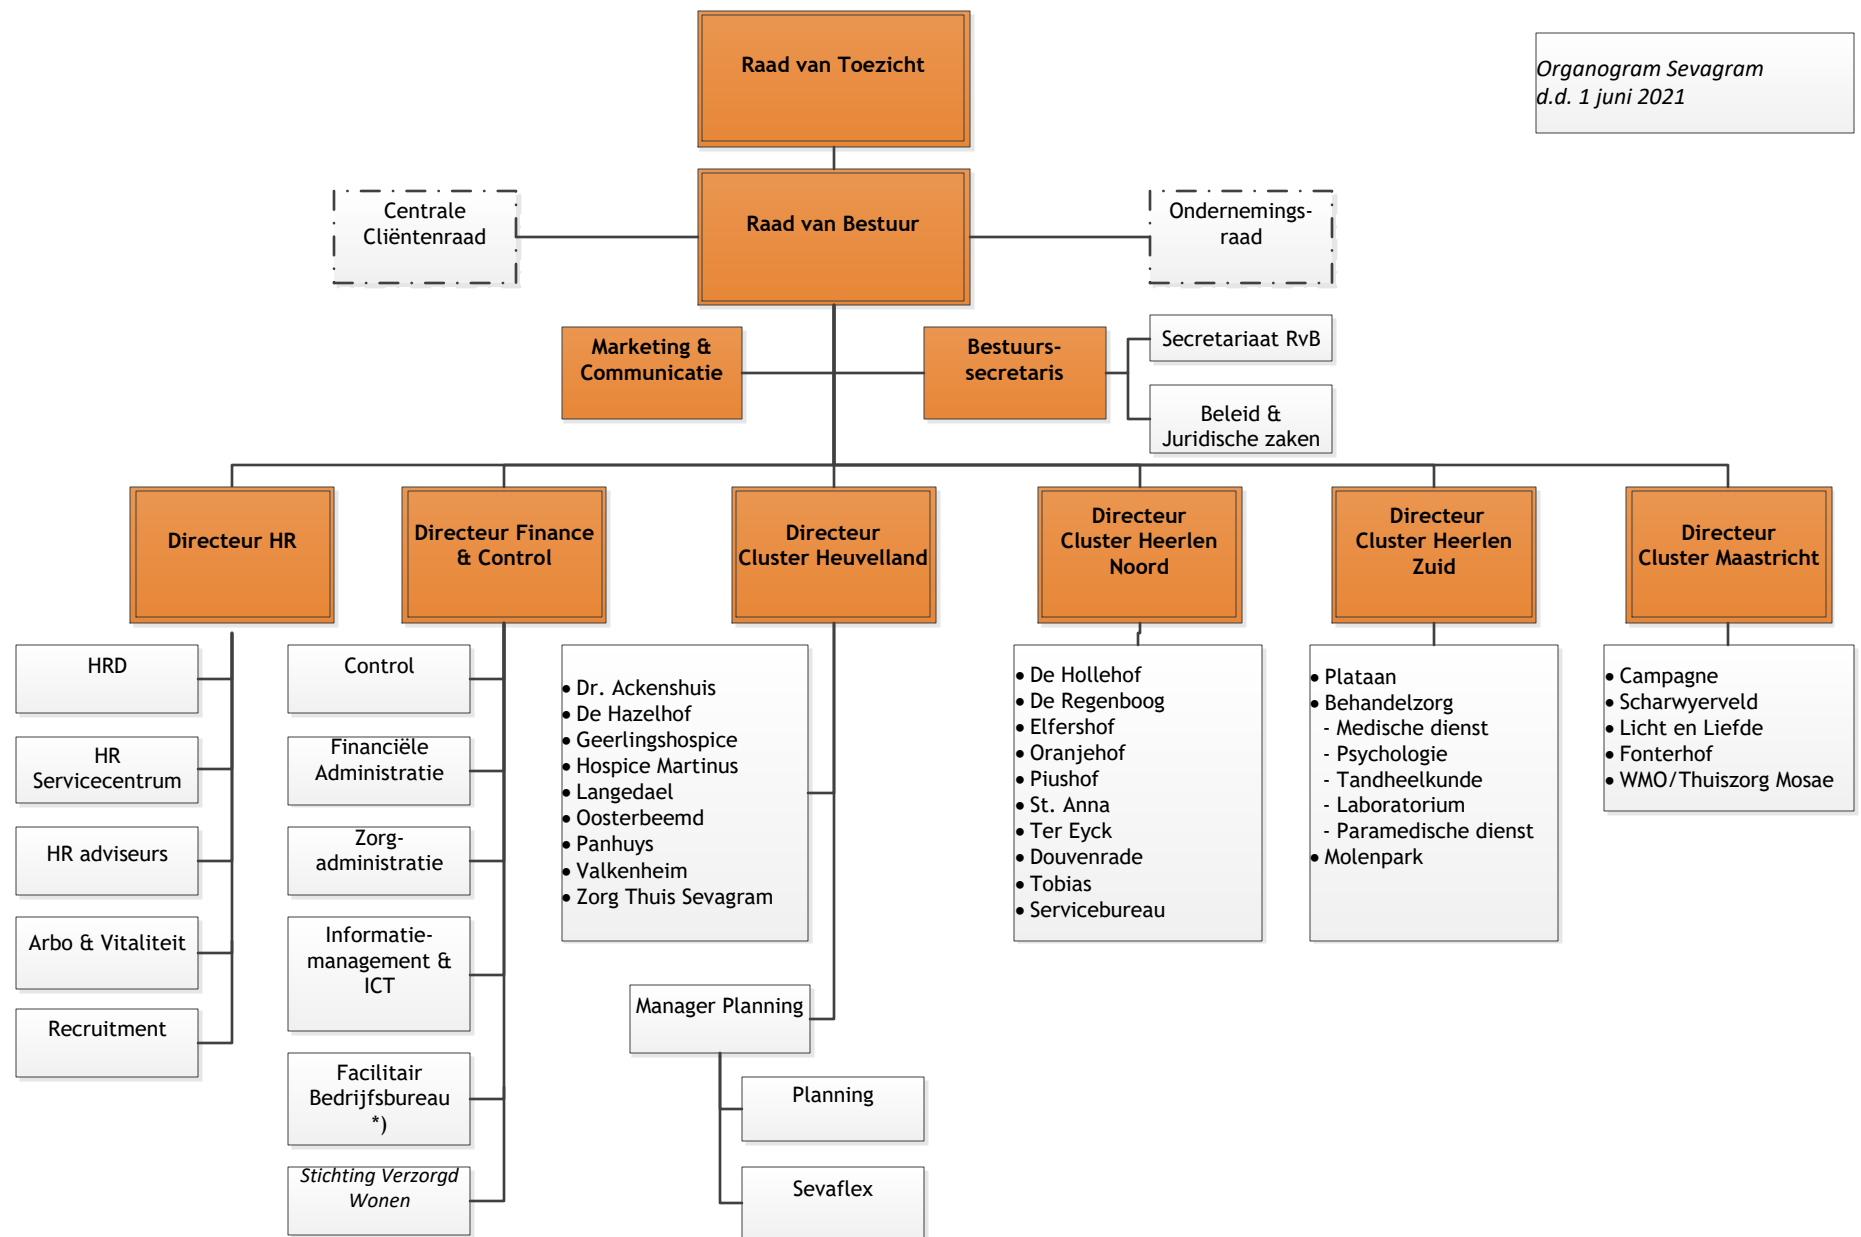 Raad van Toezicht
Organogram Sevagram
d.d. 1 juni 2021
Centrale
Cliëntenraad
Raad van Bestuur
Ondernemings-
raad
Marketing &
Communicatie
Bestuurs-
secretaris
Secretariaat RvB
Beleid &
Juridische zaken
Directeur HR
Directeur Finance
& Control
Directeur
Cluster Heuvelland
Directeur
Cluster Heerlen
Noord
Directeur
Cluster Heerlen
Zuid
Directeur
Cluster Maastricht
HRD
HR
Servicecentrum
HR adviseurs
Arbo & Vitaliteit
Recruitment
Control
Financiële
Administratie
Zorg-
administratie
Informatie-
management &
ICT
Facilitair
Bedrijfsbureau
*)
Stichting Verzorgd
Wonen
• Dr. Ackenshuis
• De Hazelhof
• Geerlingshospice
• Hospice Martinus
• Langedael
• Oosterbeemd
• Panhuys
• Valkenheim
• Zorg Thuis Sevagram
Manager Planning
Planning
Sevaflex
• De Hollehof
• De Regenboog
• Elfershof
• Oranjehof
• Piushof
• St. Anna
• Ter Eyck
• Douvenrade
• Tobias
• Servicebureau
• Plataan
• Behandelzorg
- Medische dienst
- Psychologie
- Tandheelkunde
- Laboratorium
- Paramedische dienst
• Molenpark
• Campagne
• Scharwyerveld
• Licht en Liefde
• Fonterhof
• WMO/Thuiszorg Mosae